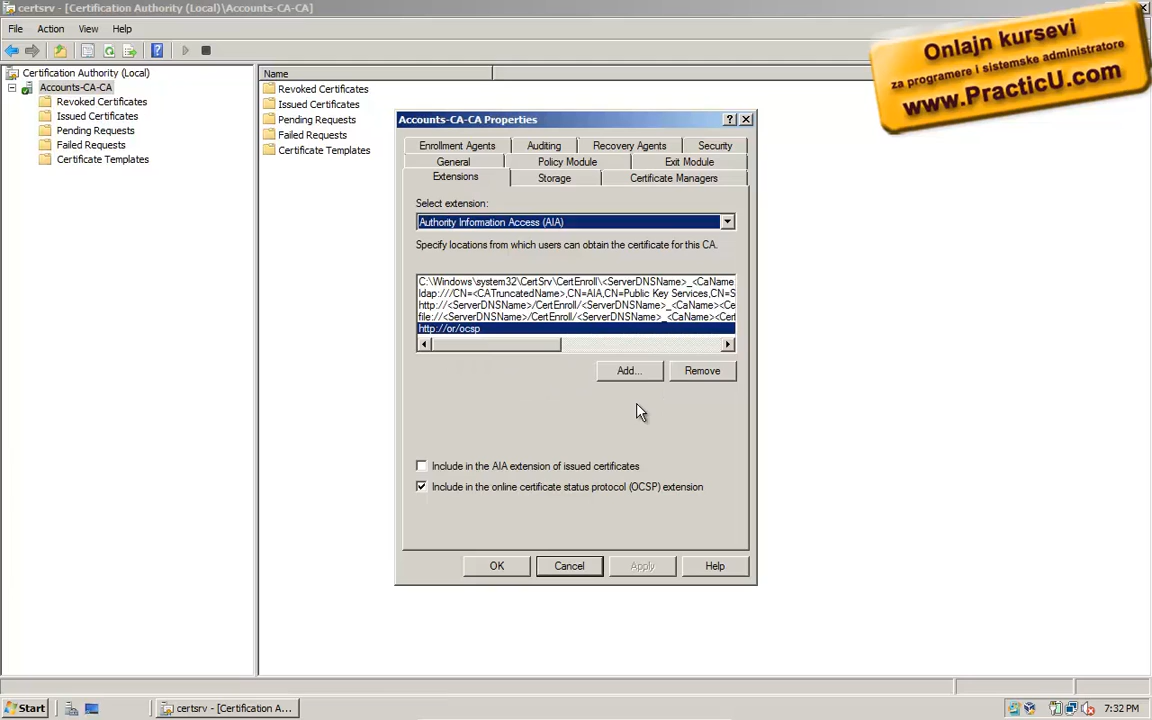 certsrv - [Certification Authority (Local)\Accounts-CA-CA]
File Action View Help
Onlajn kursevi
za programere i sistemske administratore
www.PracticU.com
Certification Authority (Local)
Accounts-CA-CA
Revoked Certificates
Issued Certificates
Pending Requests
Failed Requests
Certificate Templates
Name
Revoked Certificates
Issued Certificates
Pending Requests
Failed Requests
Certificate Templates
Accounts-CA-CA Properties
Enrollment Agents Auditing Recovery Agents Security
General Policy Module Exit Module
Extensions Storage Certificate Managers
Select extension:
Authority Information Access (AIA)
Specify locations from which users can obtain the certificate for this CA.
C:\Windows\system32\CertSrv\CertEnroll\<ServerDNSName>_<CaName
ldap:///CN=<CATruncatedName>,CN=AIA,CN=Public Key Services,CN=S
http://<ServerDNSName>/CertEnroll/<ServerDNSName>_<CaName><Ce
file://<ServerDNSName>/CertEnroll/<ServerDNSName>_<CaName><Cert
http://or/ocsp
Add... Remove
Include in the AIA extension of issued certificates
Include in the online certificate status protocol (OCSP) extension
OK Cancel Apply Help
Start certsrv - [Certification A... 7:32 PM